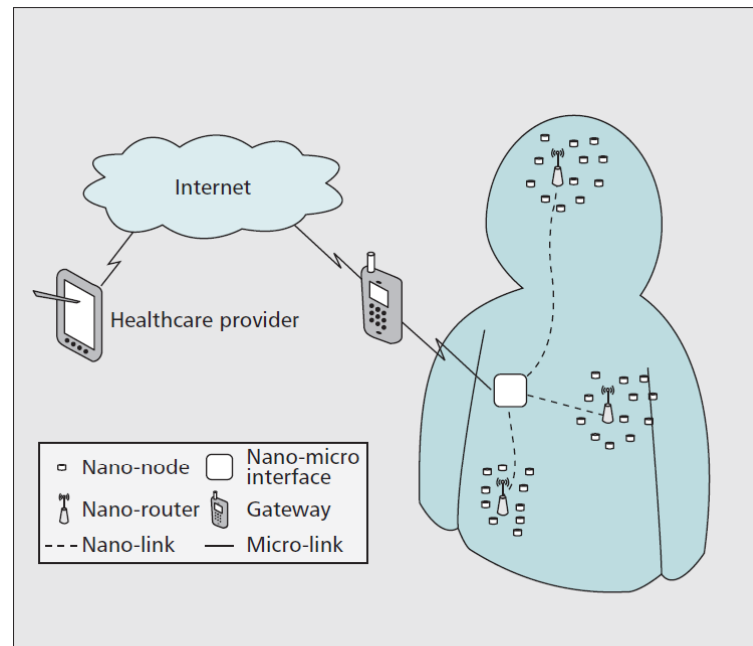 Internet
Healthcare provider
Nano-node
Nano-micro
interface
Nano-router
Gateway
Nano-link
Micro-link